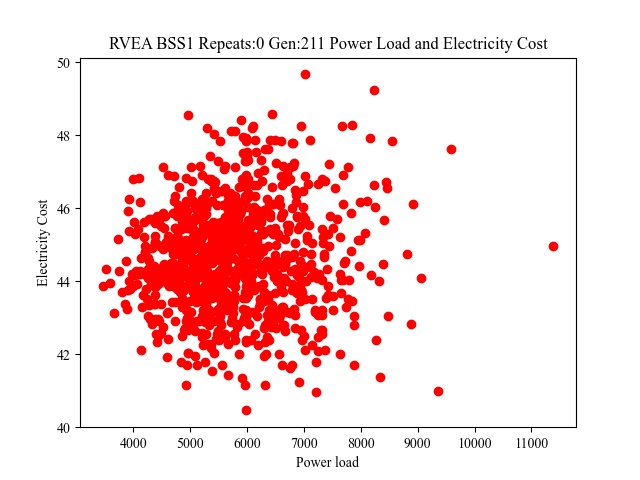 RVEA BSS1 Repeats:0 Gen:211 Power Load and Electricity Cost
50
48
46
44
42
40
Electricity Cost
4000 5000 6000 7000 8000 9000 10000 11000
Power load